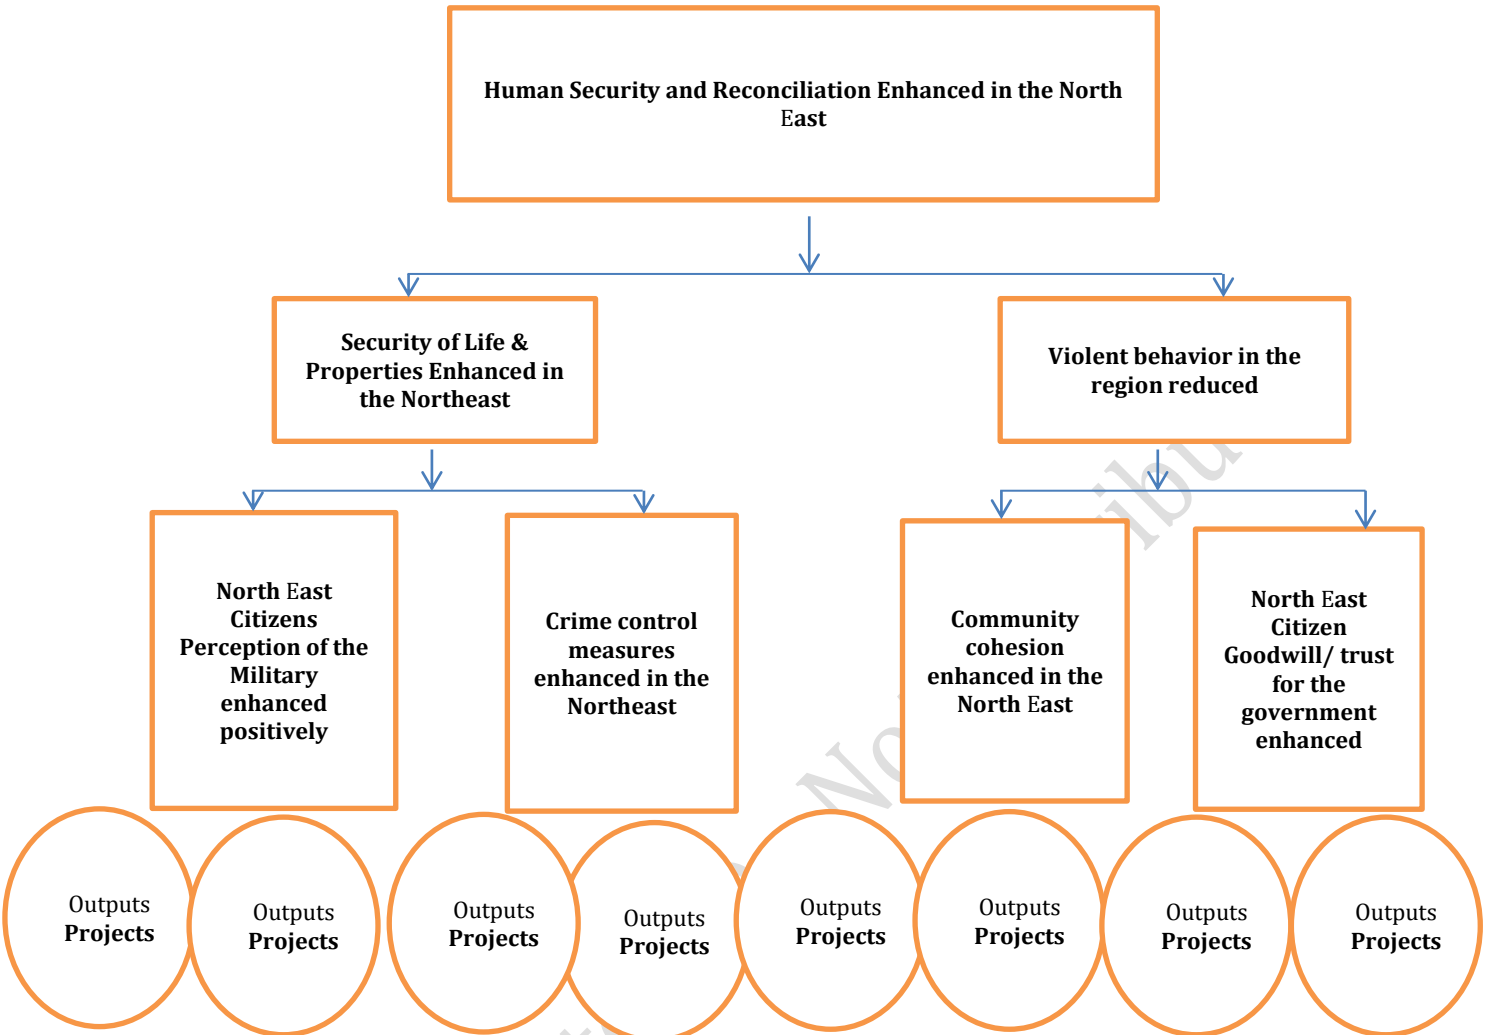 Human Security and Reconciliation Enhanced in the North
East
Security of Life &
Properties Enhanced in
the Northeast
Violent behavior in the
region reduced
North East
Citizens
Perception of the
Military
enhanced
positively
Crime control
measures
enhanced in the
Northeast
Community
cohesion
enhanced in the
North East
North East
Citizen
Goodwill/ trust
for the
government
enhanced
Outputs
Projects
Outputs
Projects
Outputs
Projects
Outputs
Projects
Outputs
Projects
Outputs
Projects
Outputs
Projects
Outputs
Projects